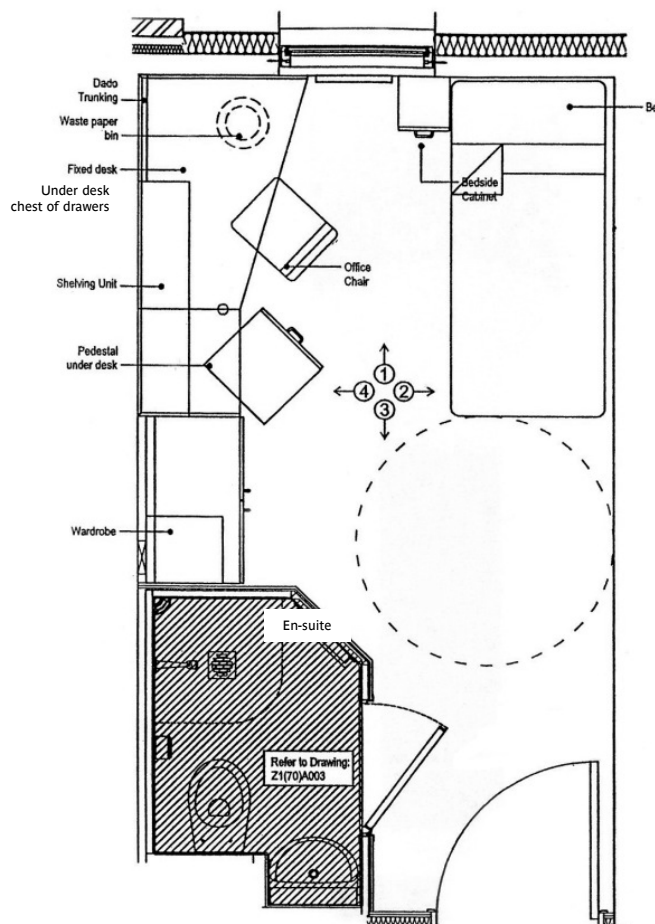 Dado
Trunking
Waste paper
bin
Fixed desk
Under desk
chest of drawers
Shelving Unit
Pedestal
under desk
Wardrobe
Be
Bedside
Cabinet
Office
Chair
1
4
2
3
En-suite
Refer to Drawing:
Z1(70)A003